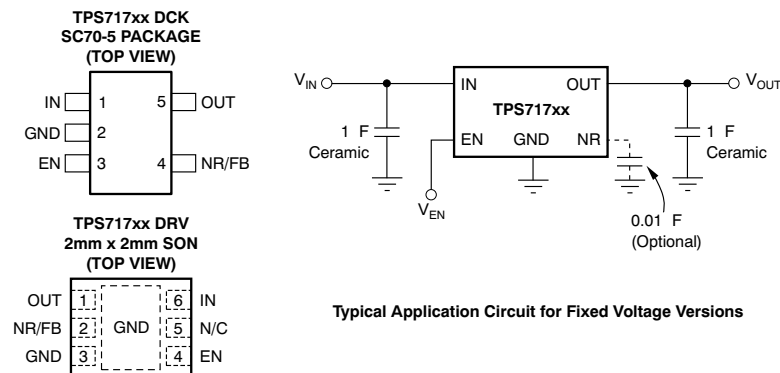 TPS717xx DCK
SC70-5 PACKAGE
(TOP VIEW)
IN 1 5 OUT
GND 2
EN 3 4 NR/FB
TPS717xx DRV
2mm x 2mm SON
(TOP VIEW)
OUT 1 6 IN
NR/FB 2 GND 5 N/C
GND 3 4 EN
VIN IN OUT VOUT
TPS717xx
EN GND NR
1 F
Ceramic
1 F
Ceramic
VEN
0.01 F
(Optional)
Typical Application Circuit for Fixed Voltage Versions